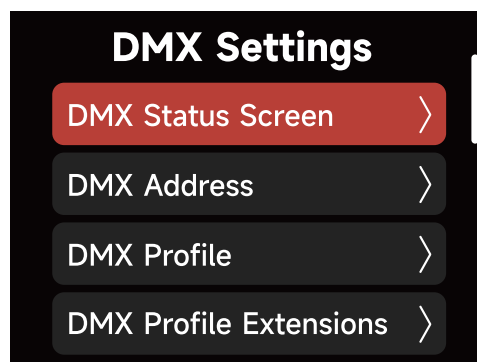 DMX Settings
DMX Status Screen
DMX Address
DMX Profile
DMX Profile Extensions